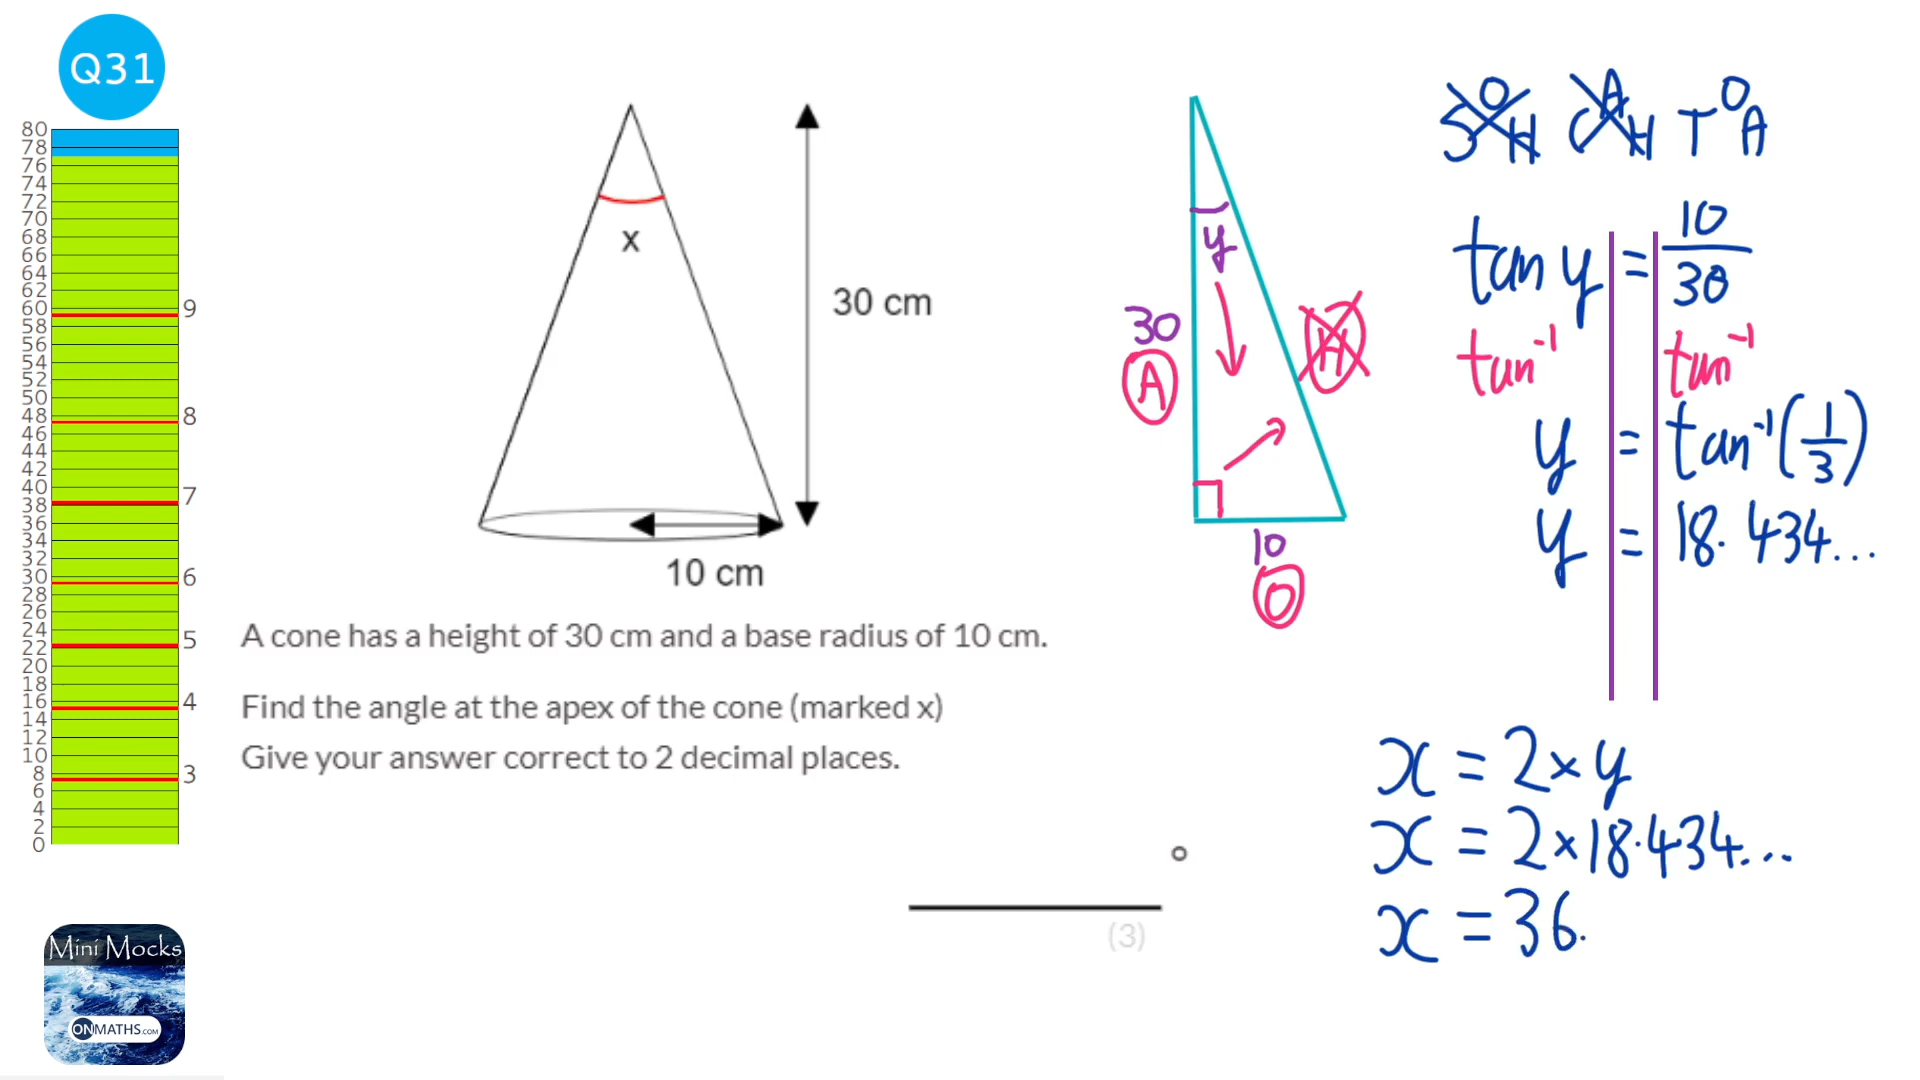 Q31
80
78
76
74
72
70
68
66
64
62
60
58
56
54
52
50
48
46
44
42
40
38
36
34
32
30
28
26
24
22
20
18
16
14
12
10
8
6
4
2
0
9
8
7
6
5
4
3
x
30 cm
10 cm
A cone has a height of 30 cm and a base radius of 10 cm.
Find the angle at the apex of the cone (marked x)
Give your answer correct to 2 decimal places.
°
(3)
y
30
A
H
10
O
S O H C A H T O A
tan y = 10/30
tan⁻¹ tan⁻¹
y = tan⁻¹(1/3)
y = 18.434...
x = 2 × y
x = 2 × 18.434...
x = 36.
Mini Mocks
ONMATHS.COM